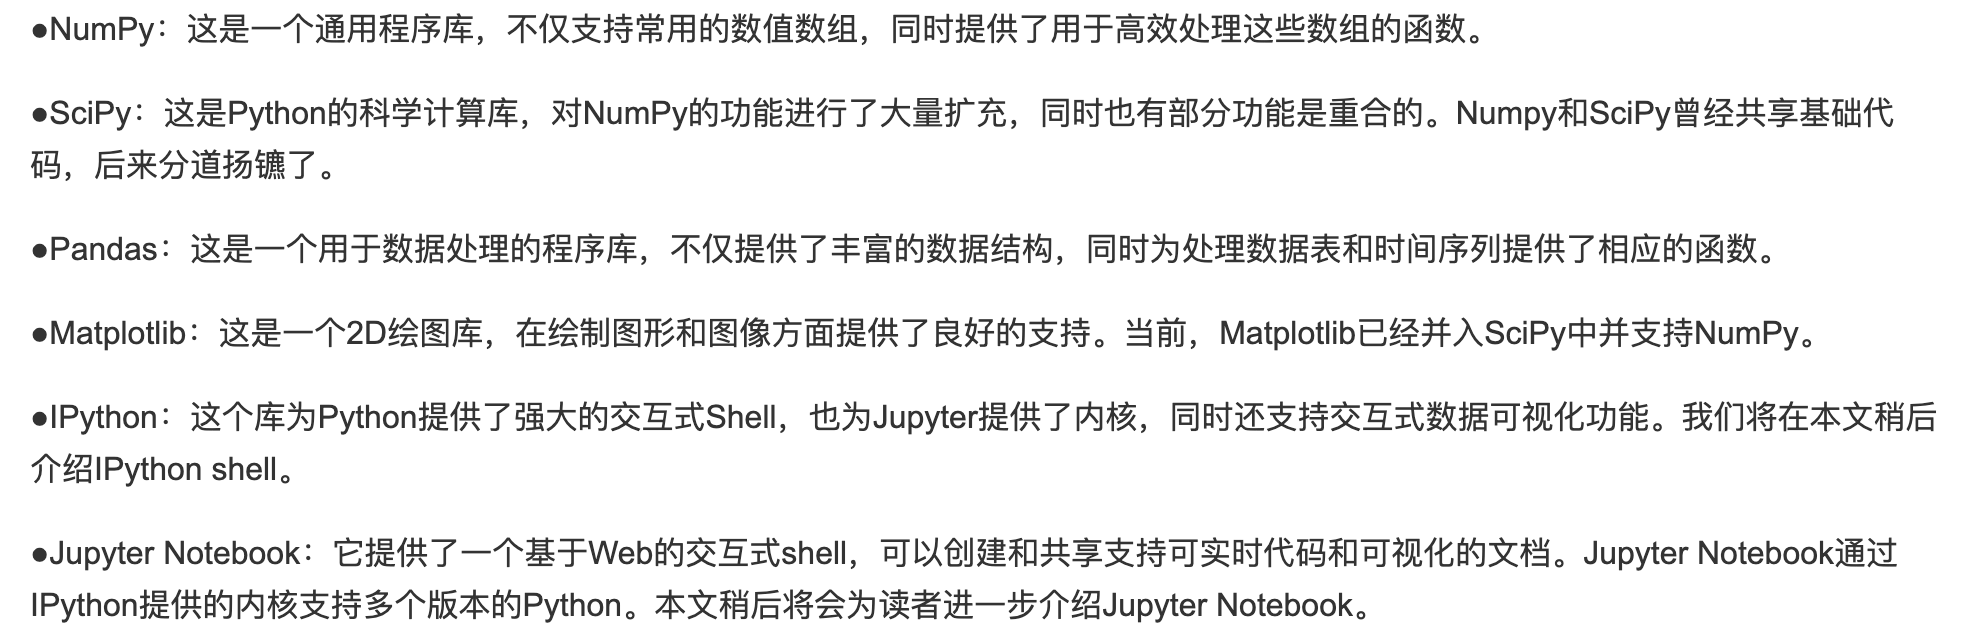 ●NumPy：这是一个通用程序库，不仅支持常用的数值数组，同时提供了用于高效处理这些数组的函数。
●SciPy：这是Python的科学计算库，对NumPy的功能进行了大量扩充，同时也有部分功能是重合的。Numpy和SciPy曾经共享基础代
码，后来分道扬镳了。
●Pandas：这是一个用于数据处理的程序库，不仅提供了丰富的数据结构，同时为处理数据表和时间序列提供了相应的函数。
●Matplotlib：这是一个2D绘图库，在绘制图形和图像方面提供了良好的支持。当前，Matplotlib已经并入SciPy中并支持NumPy。
●IPython：这个库为Python提供了强大的交互式Shell，也为Jupyter提供了内核，同时还支持交互式数据可视化功能。我们将在本文稍后
介绍IPython shell。
●Jupyter Notebook：它提供了一个基于Web的交互式shell，可以创建和共享支持可实时代码和可视化的文档。Jupyter Notebook通过
IPython提供的内核支持多个版本的Python。本文稍后将会为读者进一步介绍Jupyter Notebook。